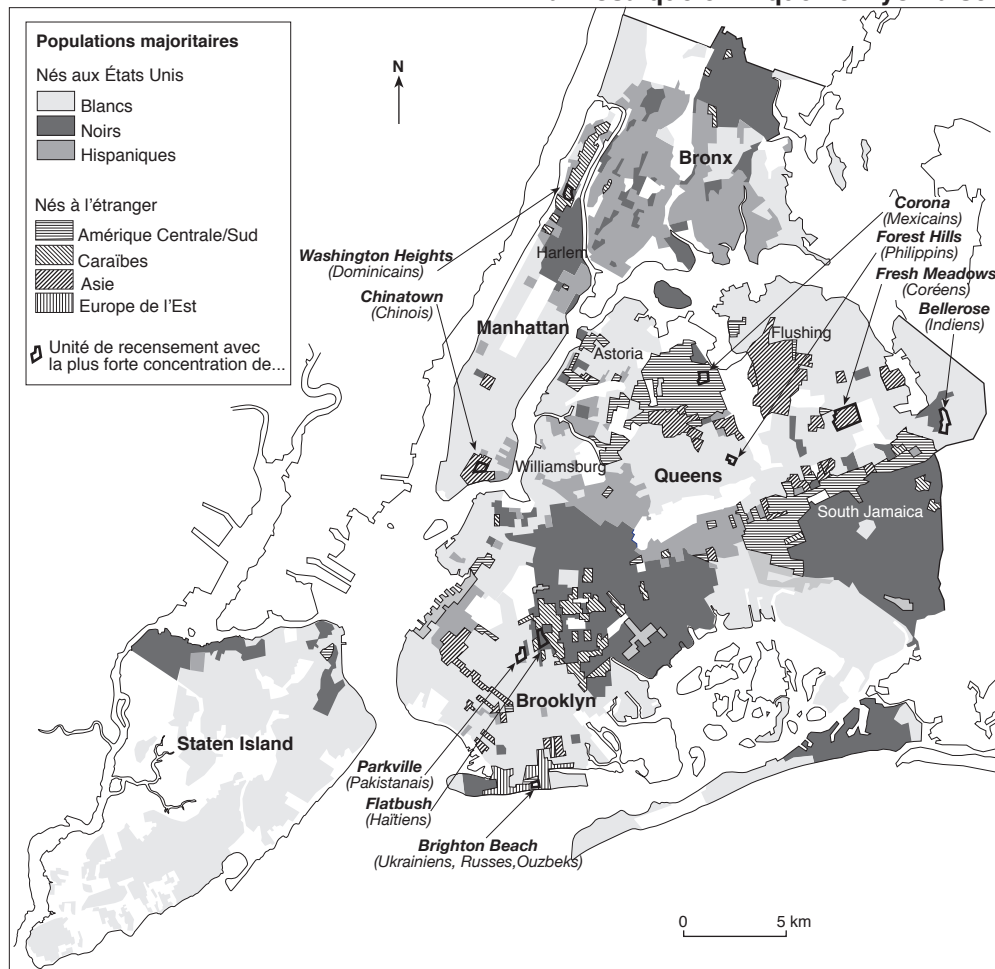 Populations majoritaires
Nés aux États Unis
Blancs
Noirs
Hispaniques
Nés à l'étranger
Amérique Centrale/Sud
Caraïbes
Asie
Europe de l'Est
Unité de recensement avec
la plus forte concentration de...
N
Bronx
Corona
(Mexicains)
Forest Hills
(Philippins)
Fresh Meadows
(Coréens)
Bellerose
(Indiens)
Washington Heights
(Dominicains)
Harlem
Chinatown
(Chinois)
Manhattan
Astoria
Flushing
Williamsburg
Queens
South Jamaica
Brooklyn
Staten Island
Parkville
(Pakistanais)
Flatbush
(Haïtiens)
Brighton Beach
(Ukrainiens, Russes,Ouzbeks)
0 5 km